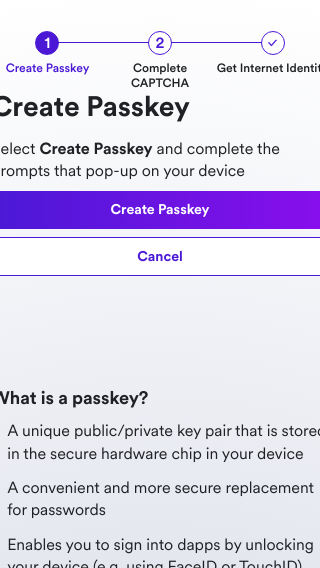 1
2
Create Passkey
Complete
CAPTCHA
Get Internet Identit
Create Passkey
elect Create Passkey and complete the
rompts that pop-up on your device
Create Passkey
Cancel
What is a passkey?
A unique public/private key pair that is stored
in the secure hardware chip in your device
A convenient and more secure replacement
for passwords
Enables you to sign into dapps by unlocking
your device (e.g. using FaceID or TouchID)